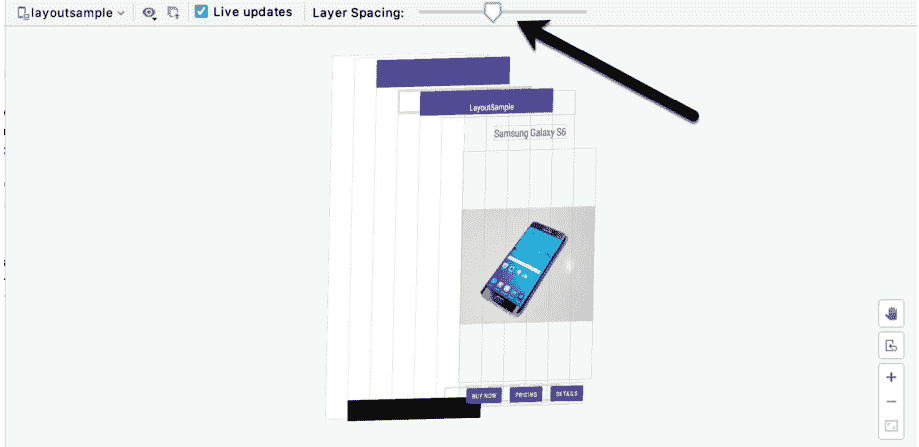 layoutsample Live updates Layer Spacing:
LayoutSample
Samsung Galaxy S6
BUY NOW PRICING DETAILS